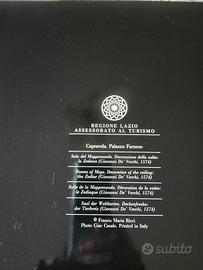 REGIONE LAZIO
ASSESSORATO AL TURISMO
Caprarola. Palazzo Farnese
Sala del Mappamondo. Decorazione della volta:
lo Zodiaco (Giovanni De' Vecchi, 1574)
Rooms of Maps. Decoration of the ceiling:
the Zodiac (Giovanni De' Vecchi, 1574)
Salle de la Mappemonde. Décoration de la voûte:
le Zodiaque (Giovanni De' Vecchi, 1574)
Saal der Weltkarten. Deckenfresko:
der Tierkreis (Giovanni De' Vecchi, 1574)
© Franco Maria Ricci
Photo Giac Casale. Printed in Italy
subito